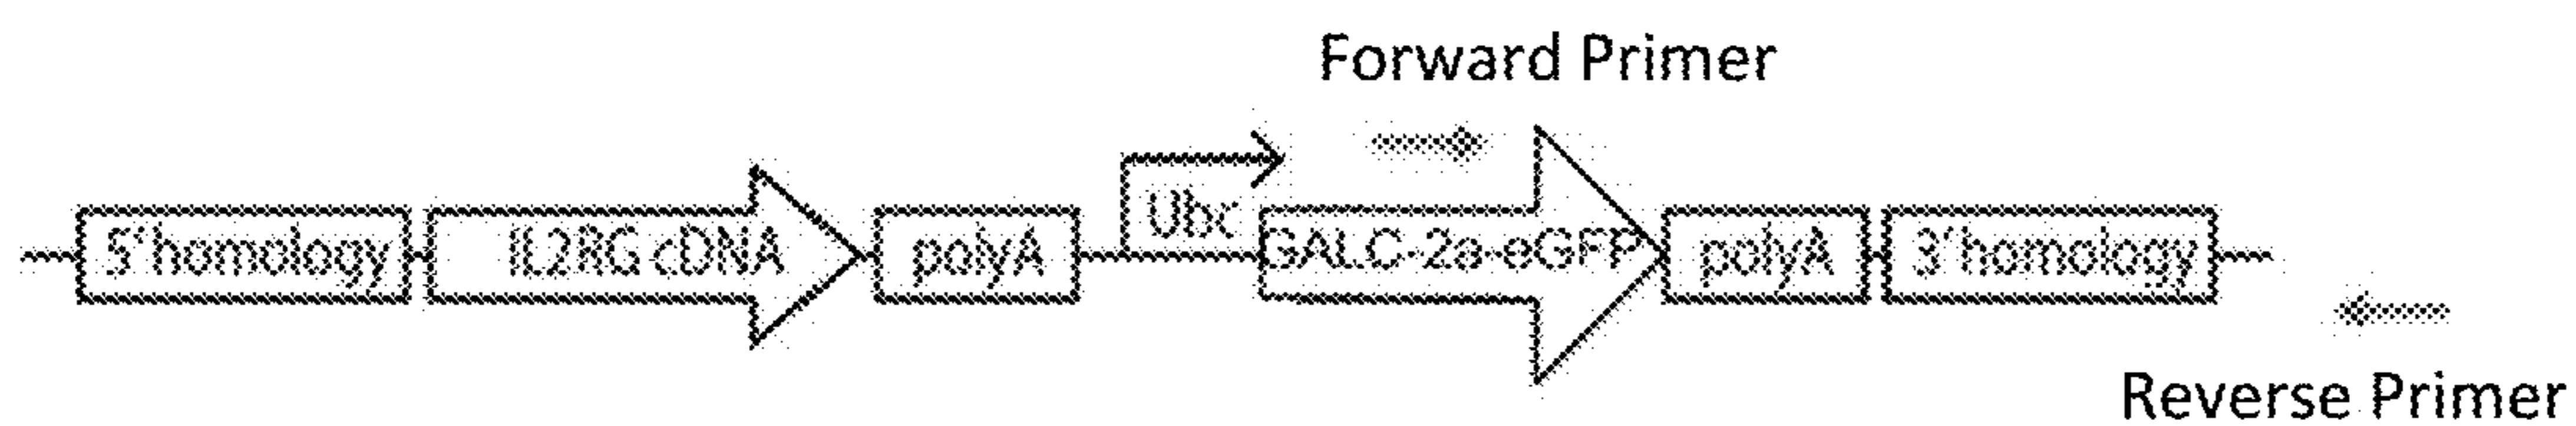 Forward Primer
Ubc
5'homology IL2RG cDNA polyA GALC-2a-eGFP polyA 3'homology
Reverse Primer